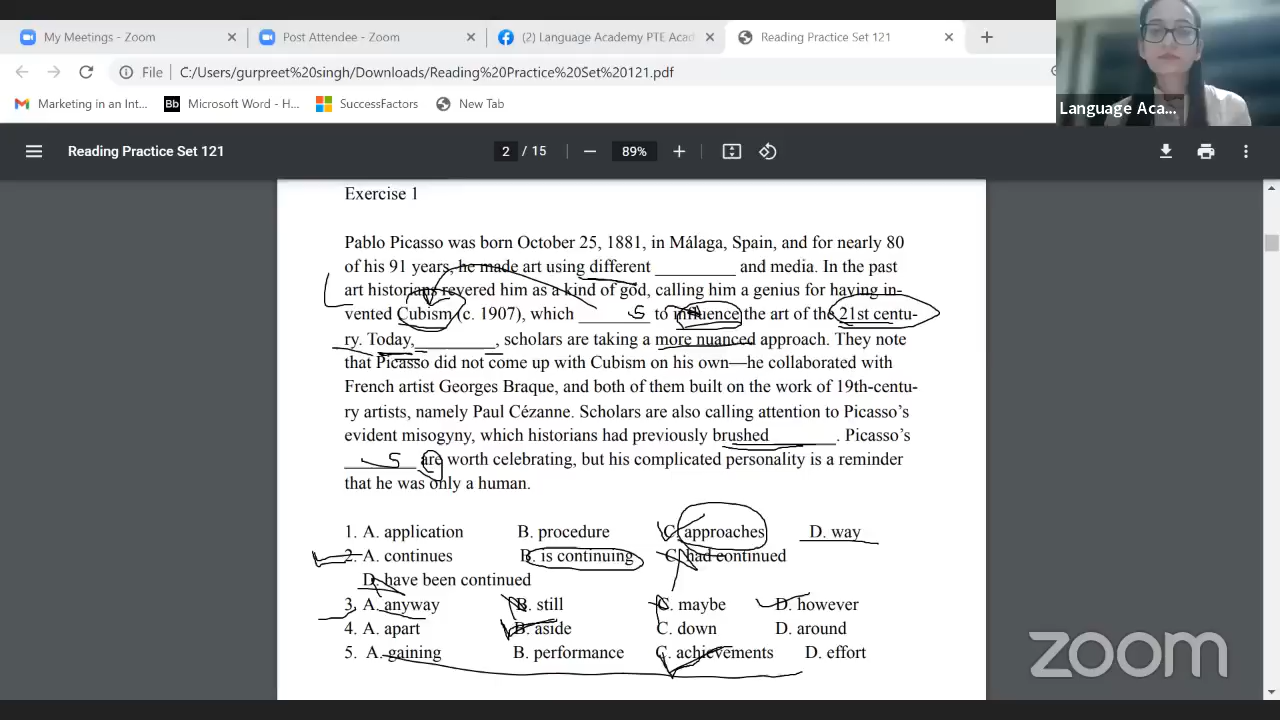 My Meetings - Zoom
Post Attendee - Zoom
(2) Language Academy PTE Acad
Reading Practice Set 121
File
C:/Users/gurpreet%20singh/Downloads/Reading%20Practice%20Set%20121.pdf
Marketing in an Int...
Bb
Microsoft Word - H...
SuccessFactors
New Tab
Language Aca...
Reading Practice Set 121
2 / 15
89%
Exercise 1
Pablo Picasso was born October 25, 1881, in Málaga, Spain, and for nearly 80
of his 91 years, he made art using different _________ and media. In the past
art historians revered him as a kind of god, calling him a genius for having in-
vented Cubism (c. 1907), which ________ s to influence the art of the 21st centu-
ry. Today,_________, scholars are taking a more nuanced approach. They note
that Picasso did not come up with Cubism on his own—he collaborated with
French artist Georges Braque, and both of them built on the work of 19th-centu-
ry artists, namely Paul Cézanne. Scholars are also calling attention to Picasso's
evident misogyny, which historians had previously brushed _______. Picasso's
________ s are worth celebrating, but his complicated personality is a reminder
that he was only a human.
1. A. application B. procedure C. approaches D. way
2. A. continues B. is continuing C. had continued
D. have been continued
3. A. anyway B. still C. maybe D. however
4. A. apart B. aside C. down D. around
5. A. gaining B. performance C. achievements D. effort
zoom